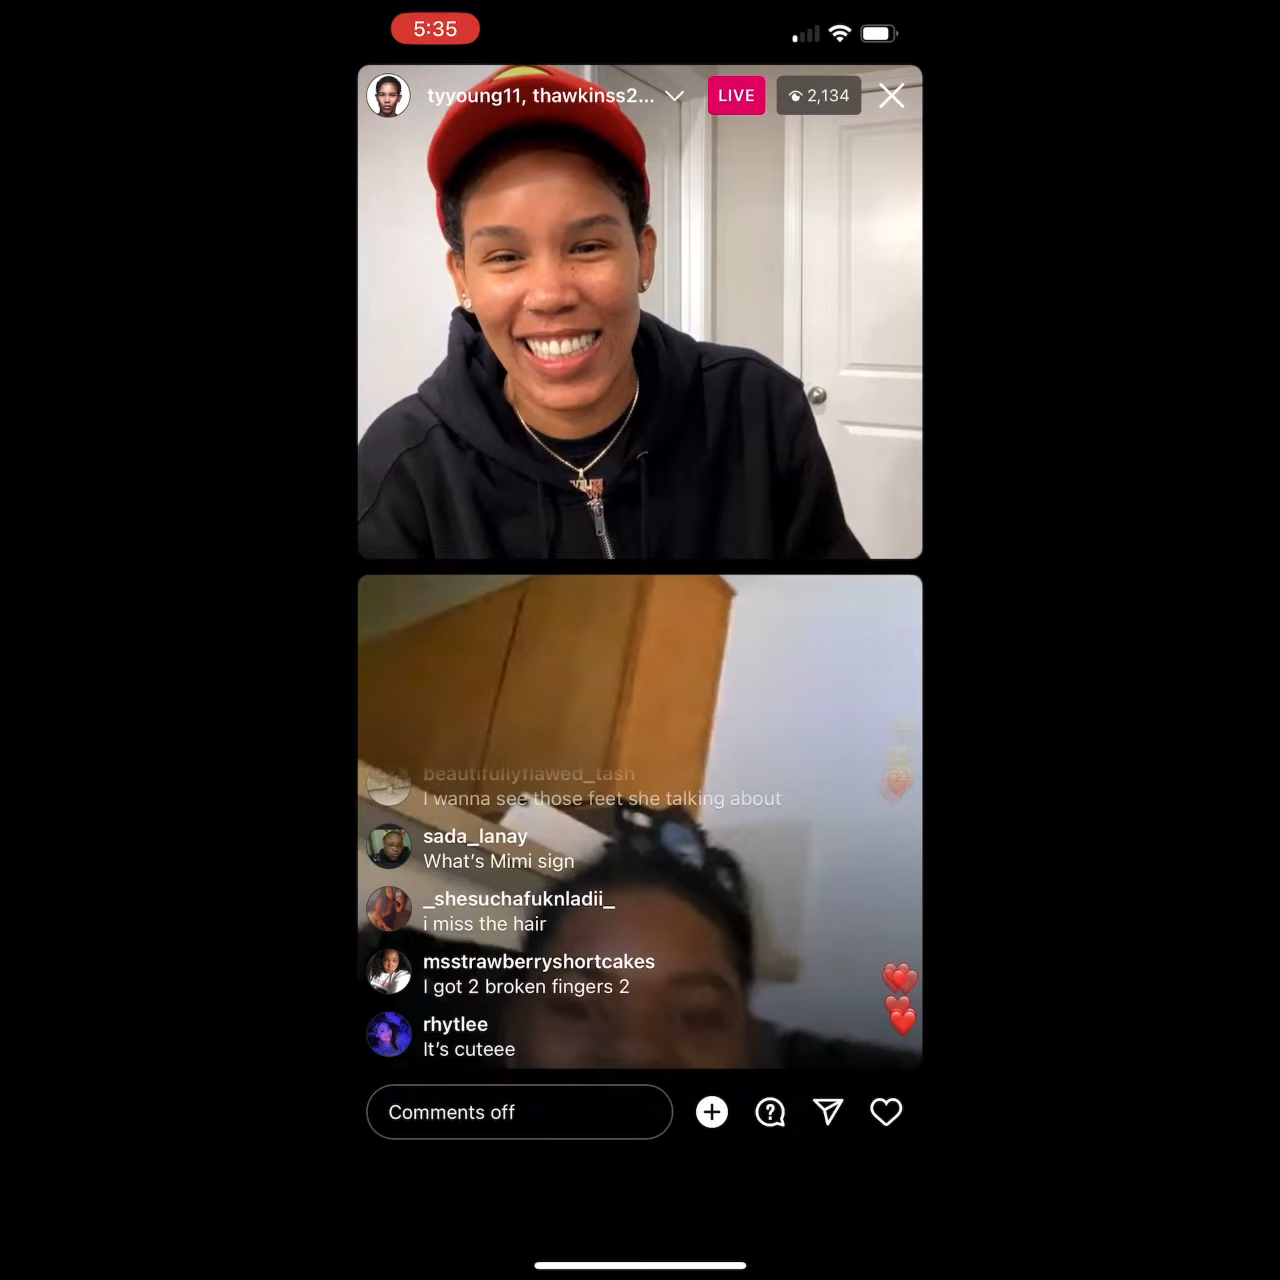 5:35
tyyoung11, thawkinss2...
LIVE
2,134
beautifullyflawed_tash
I wanna see those feet she talking about
sada_lanay
What's Mimi sign
_shesuchafuknladii_
i miss the hair
msstrawberryshortcakes
I got 2 broken fingers 2
rhytlee
It's cuteee
Comments off